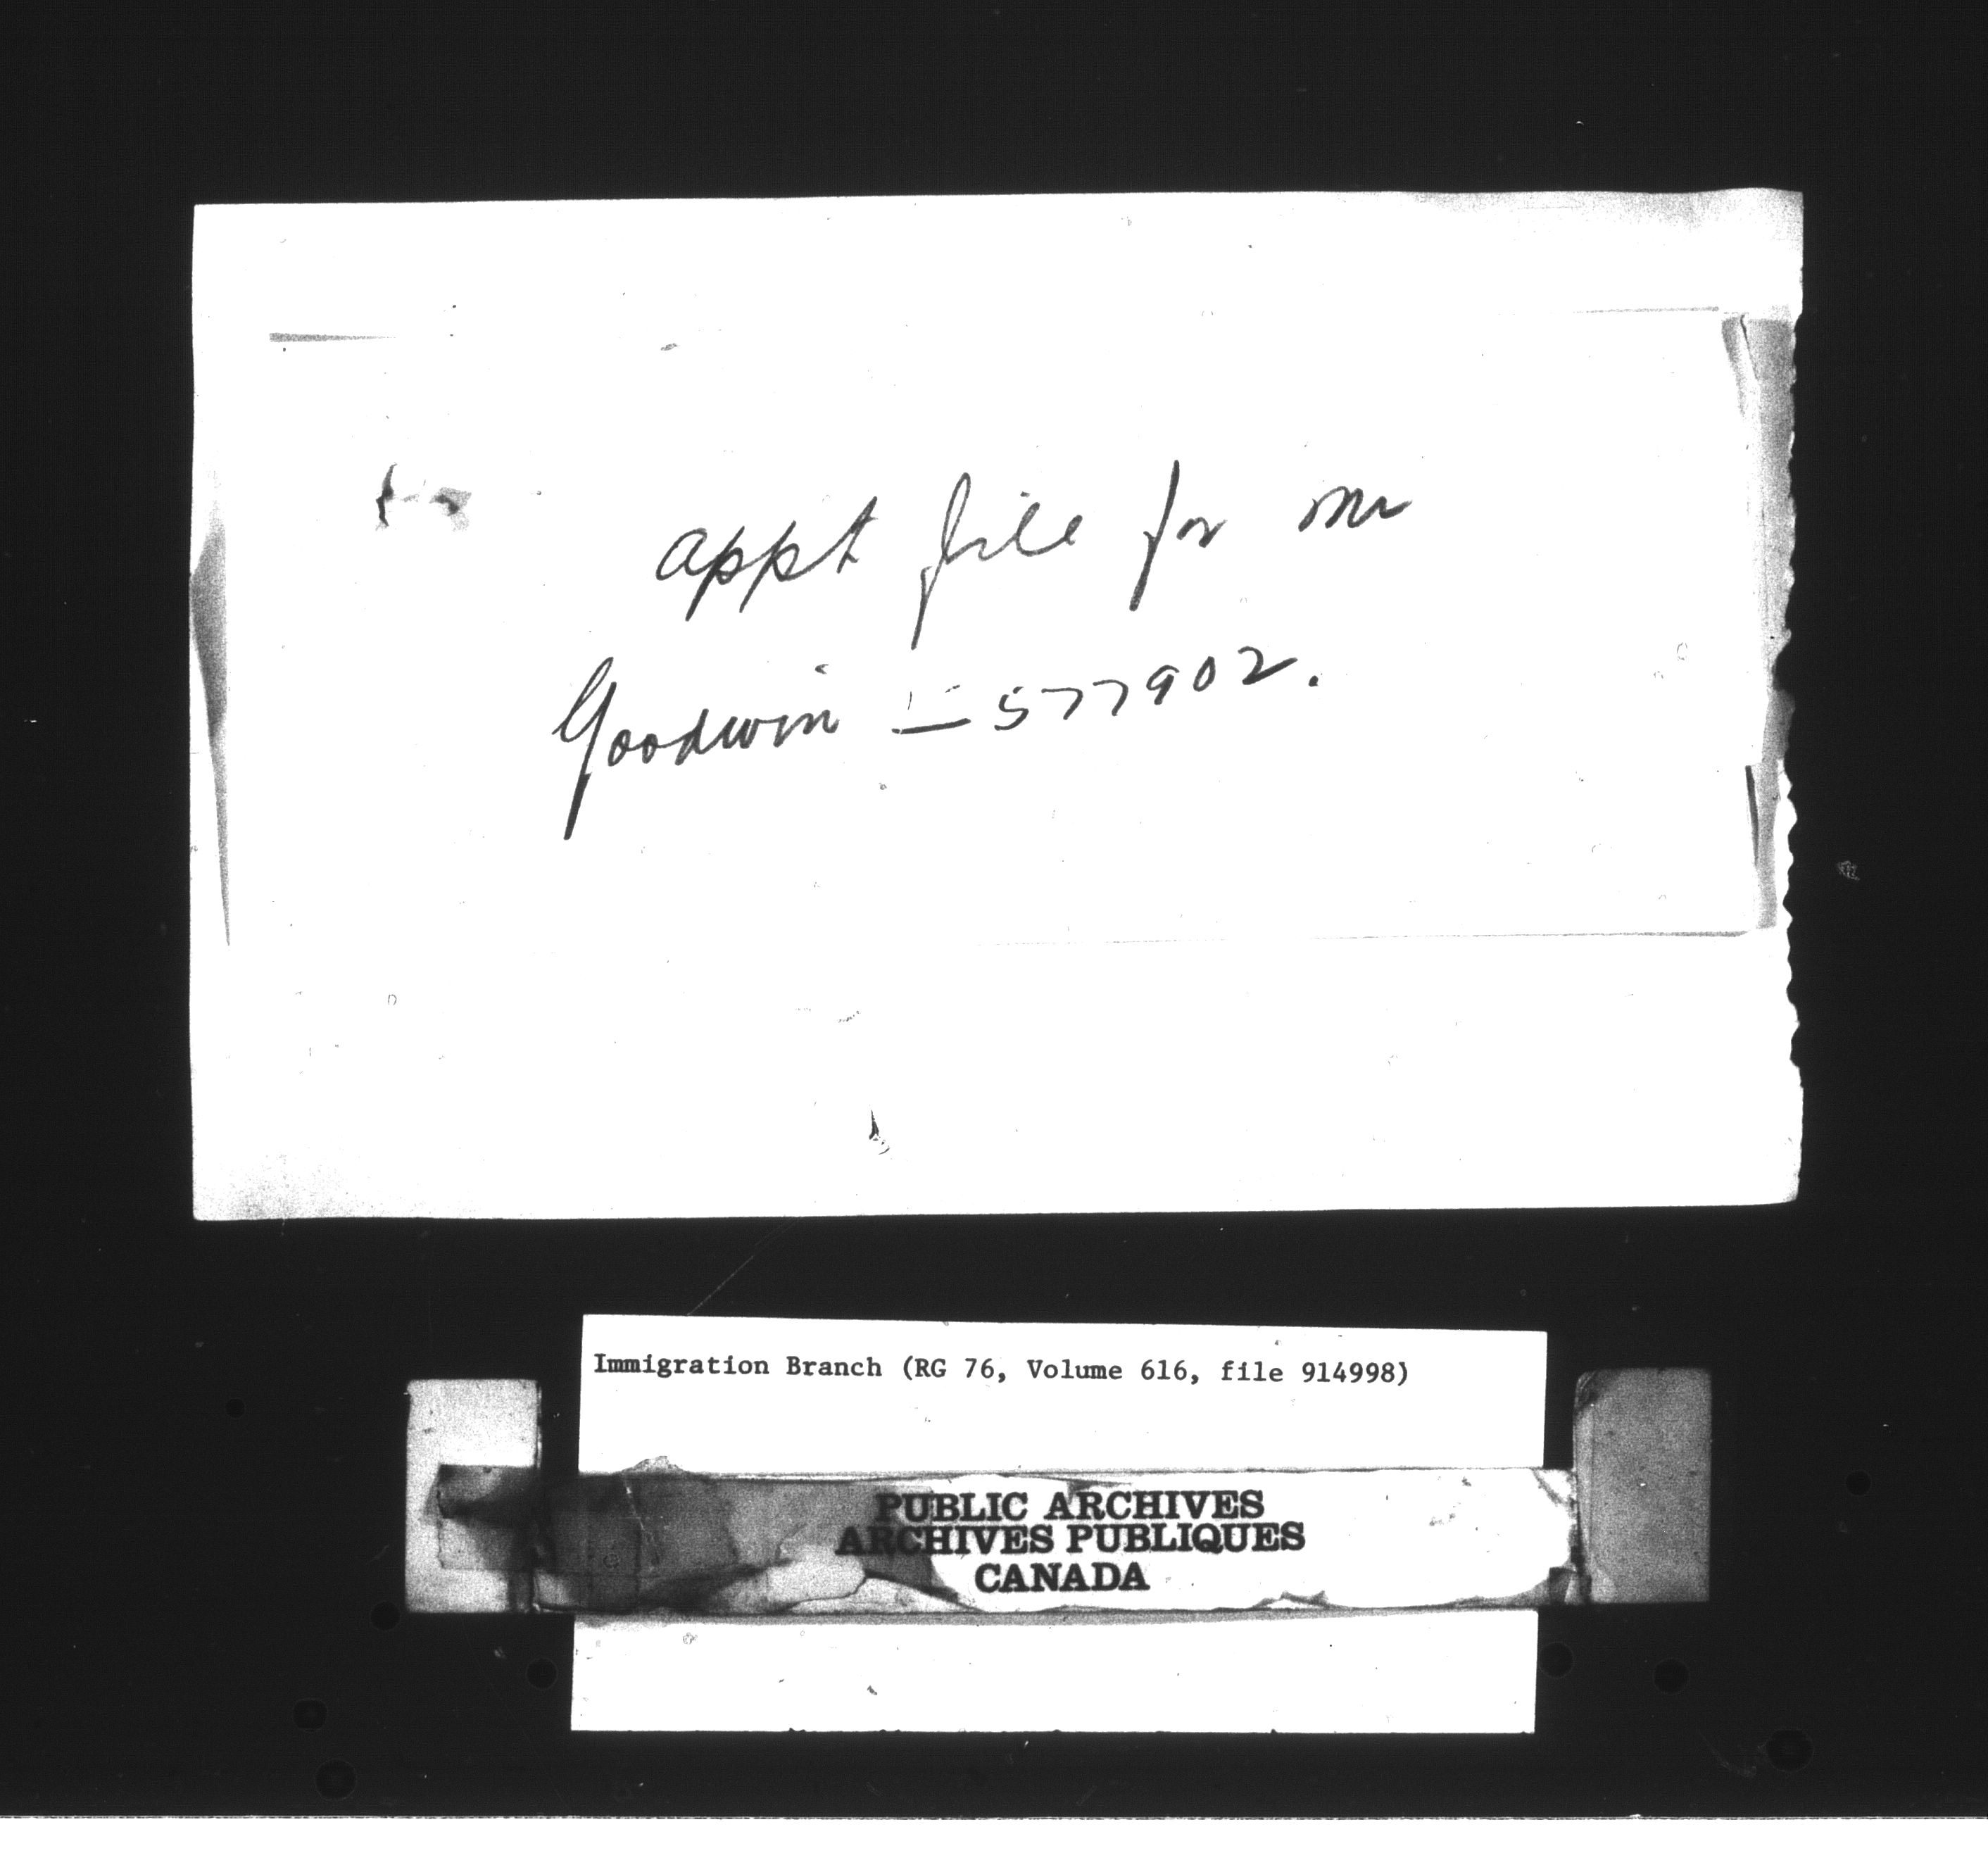 appt file for Mr
Goodwin — 577902.
Immigration Branch (RG 76, Volume 616, file 914998)
PUBLIC ARCHIVES
ARCHIVES PUBLIQUES
CANADA